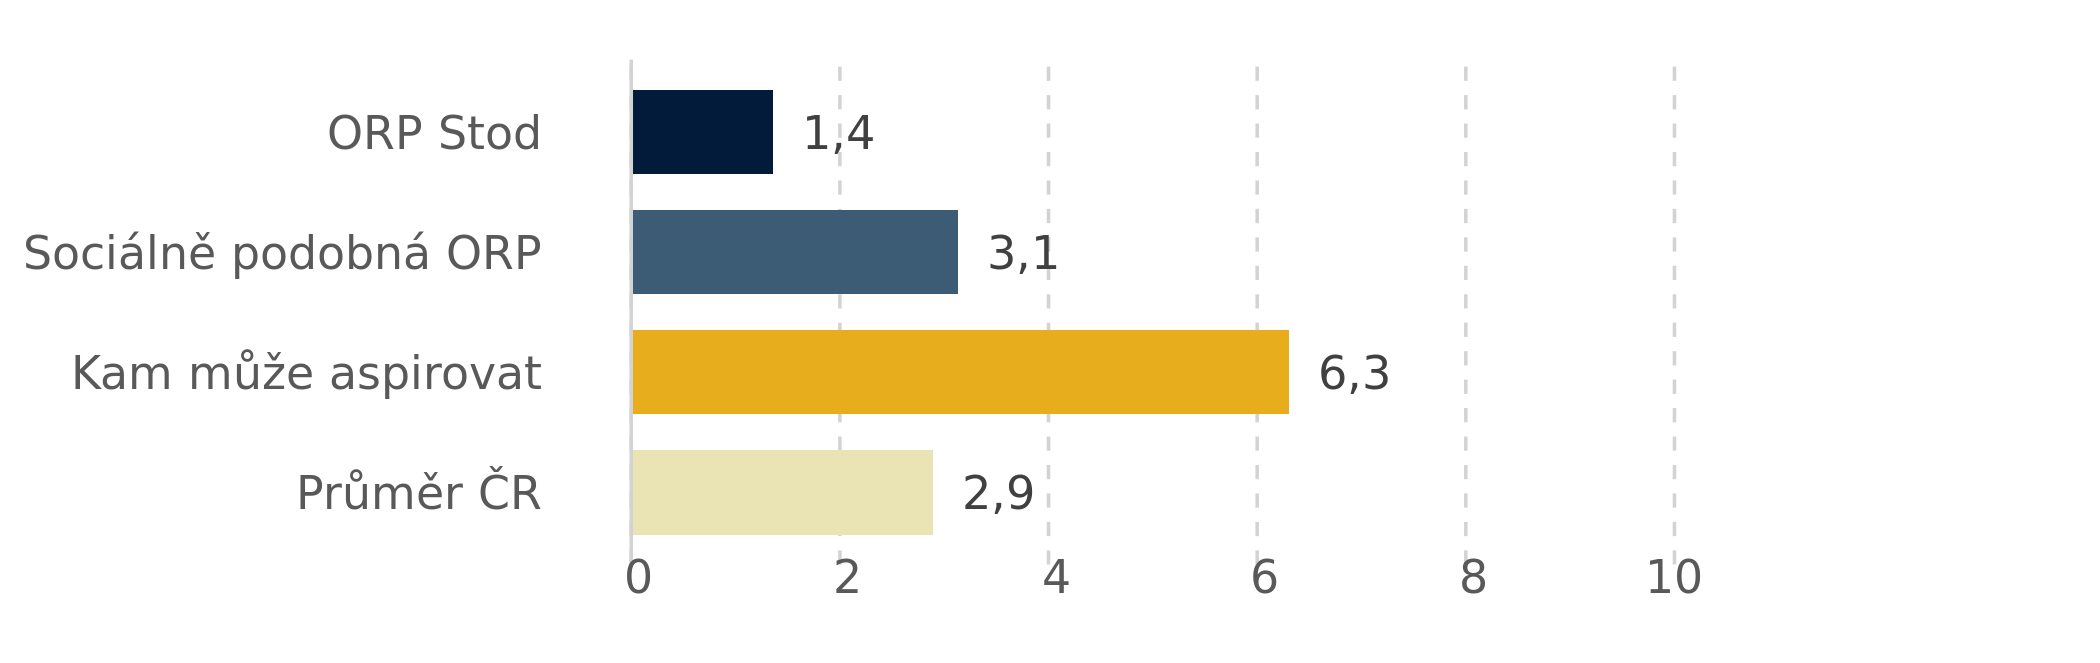 ORP Stod 1,4
Sociálně podobná ORP 3,1
Kam může aspirovat 6,3
Průměr ČR 2,9
0 2 4 6 8 10